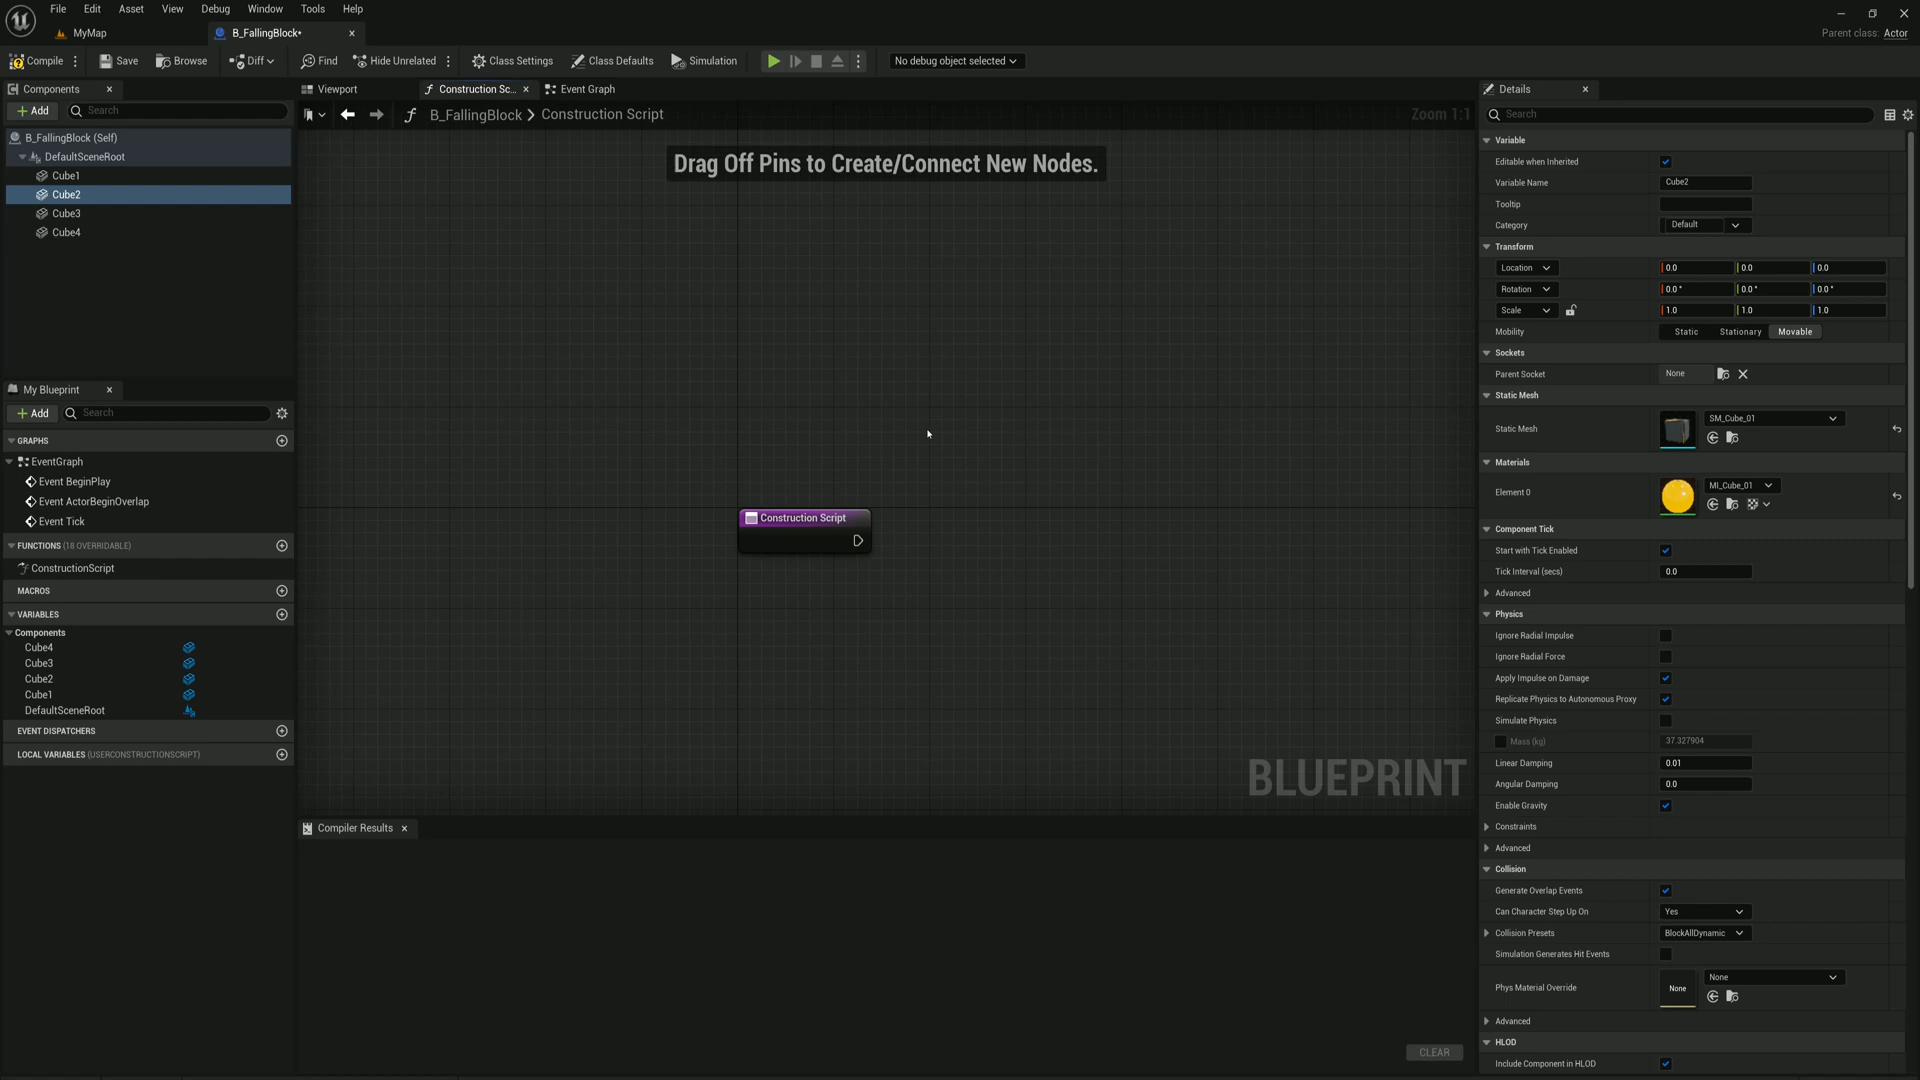 File Edit Asset View Debug Window Tools Help
MyMap
B_FallingBlock•
Parent class: Actor
Compile Save Browse Diff Find Hide Unrelated Class Settings Class Defaults Simulation No debug object selected
Components
Add Search
B_FallingBlock (Self)
DefaultSceneRoot
Cube1
Cube2
Cube3
Cube4
My Blueprint
Add Search
GRAPHS
EventGraph
Event BeginPlay
Event ActorBeginOverlap
Event Tick
FUNCTIONS (18 OVERRIDABLE)
ConstructionScript
MACROS
VARIABLES
Components
Cube4
Cube3
Cube2
Cube1
DefaultSceneRoot
EVENT DISPATCHERS
LOCAL VARIABLES (USERCONSTRUCTIONSCRIPT)
Viewport Construction Sc... Event Graph
B_FallingBlock > Construction Script Zoom 1:1
Drag Off Pins to Create/Connect New Nodes.
Construction Script
BLUEPRINT
Compiler Results
CLEAR
Details
Search
Variable
Editable when Inherited
Variable Name Cube2
Tooltip
Category Default
Transform
Location 0.0 0.0 0.0
Rotation 0.0° 0.0° 0.0°
Scale 1.0 1.0 1.0
Mobility Static Stationary Movable
Sockets
Parent Socket None
Static Mesh
Static Mesh SM_Cube_01
Materials
Element 0 MI_Cube_01
Component Tick
Start with Tick Enabled
Tick Interval (secs) 0.0
Advanced
Physics
Ignore Radial Impulse
Ignore Radial Force
Apply Impulse on Damage
Replicate Physics to Autonomous Proxy
Simulate Physics
Mass (kg) 37.327904
Linear Damping 0.01
Angular Damping 0.0
Enable Gravity
Constraints
Advanced
Collision
Generate Overlap Events
Can Character Step Up On Yes
Collision Presets BlockAllDynamic
Simulation Generates Hit Events
Phys Material Override None None
Advanced
HLOD
Include Component in HLOD